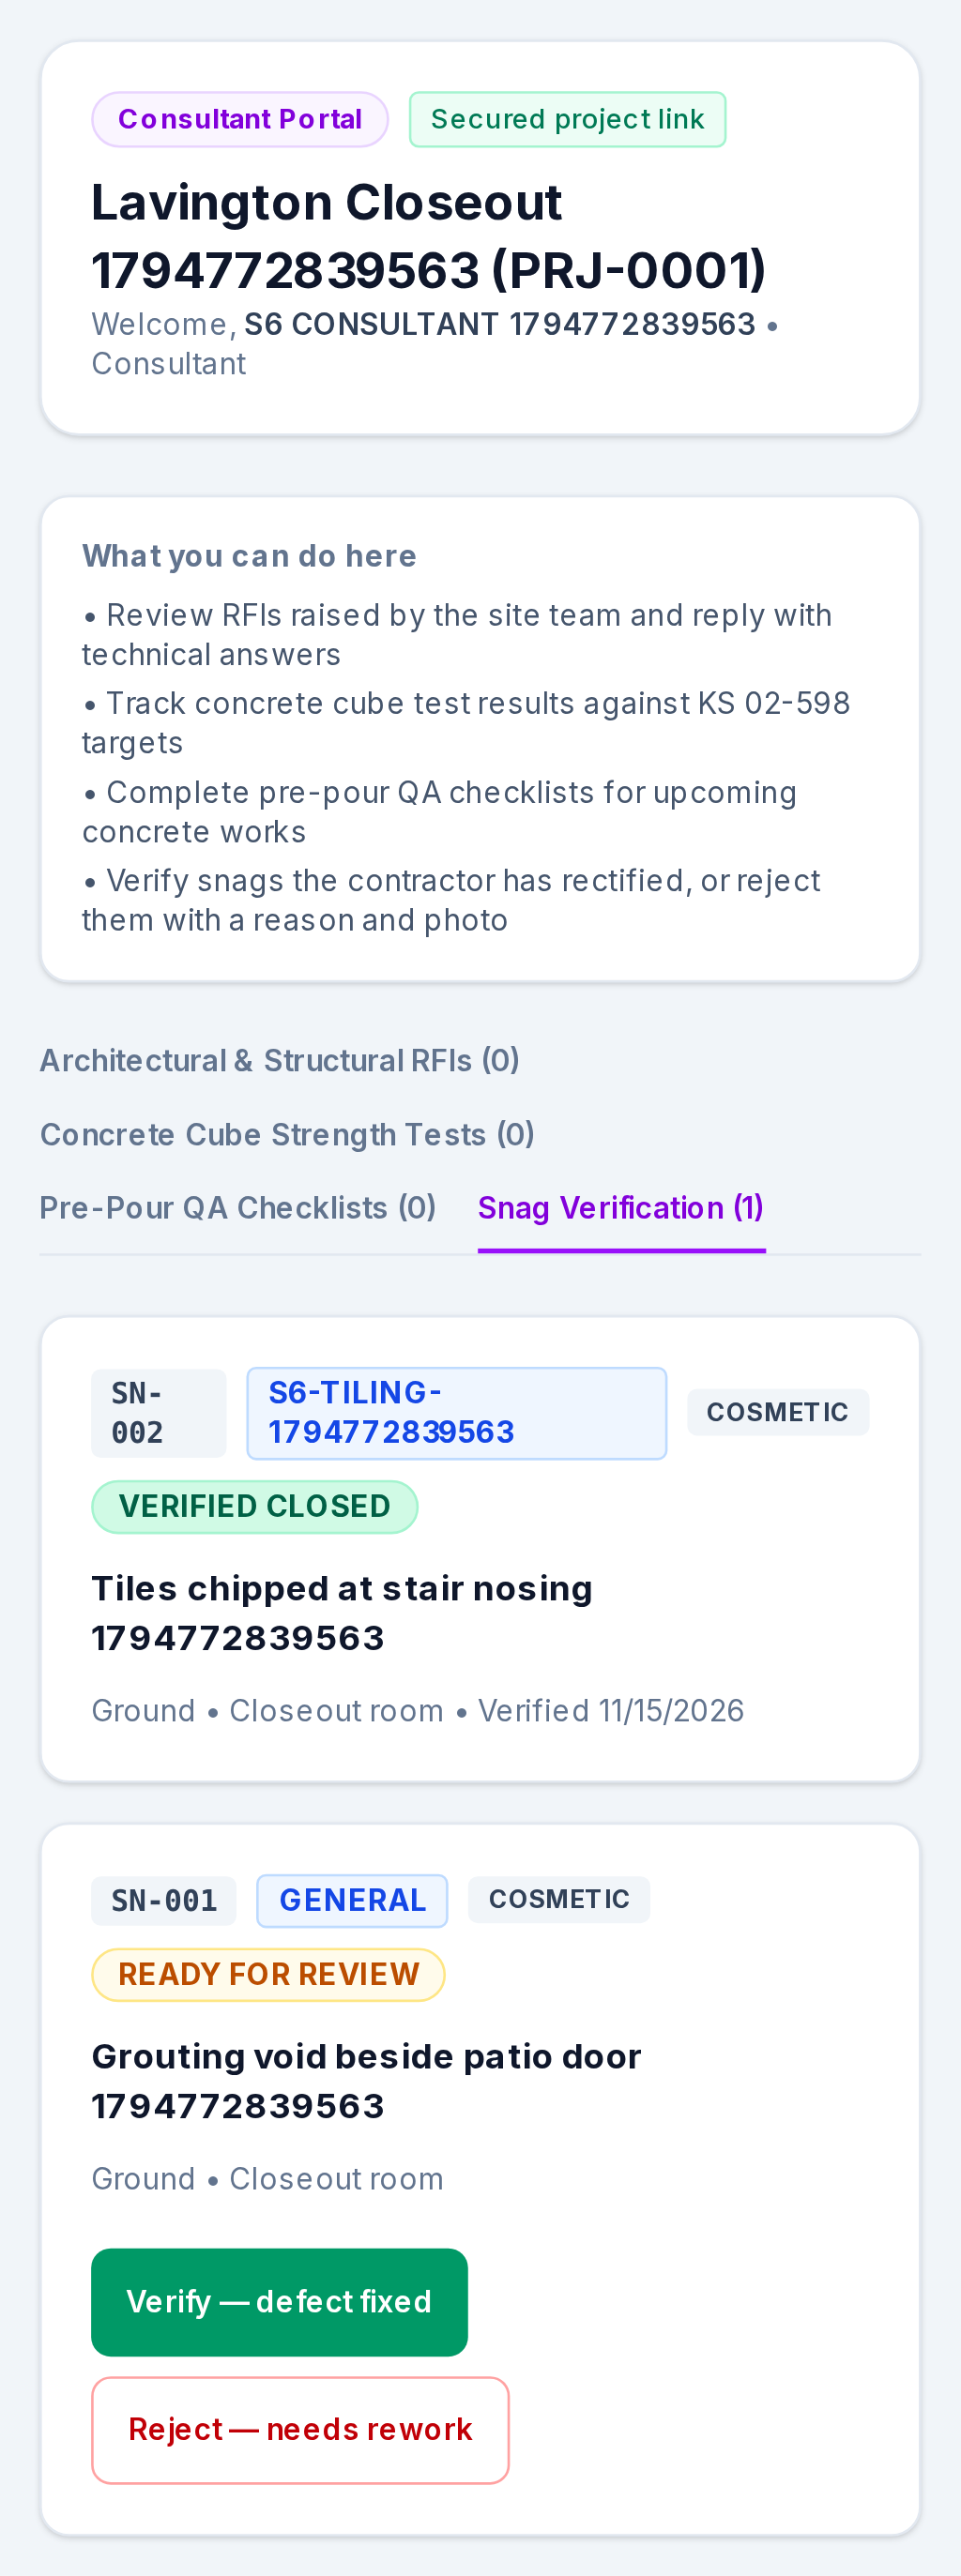 Consultant Portal
Secured project link
Lavington Closeout
1794772839563 (PRJ-0001)
Welcome, S6 CONSULTANT 1794772839563 •
Consultant
What you can do here
• Review RFIs raised by the site team and reply with
technical answers
• Track concrete cube test results against KS 02-598
targets
• Complete pre-pour QA checklists for upcoming
concrete works
• Verify snags the contractor has rectified, or reject
them with a reason and photo
Architectural & Structural RFIs (0)
Concrete Cube Strength Tests (0)
Pre-Pour QA Checklists (0)
Snag Verification (1)
SN-
002
S6-TILING-
1794772839563
COSMETIC
VERIFIED CLOSED
Tiles chipped at stair nosing
1794772839563
Ground • Closeout room • Verified 11/15/2026
SN-001
GENERAL
COSMETIC
READY FOR REVIEW
Grouting void beside patio door
1794772839563
Ground • Closeout room
Verify — defect fixed
Reject — needs rework